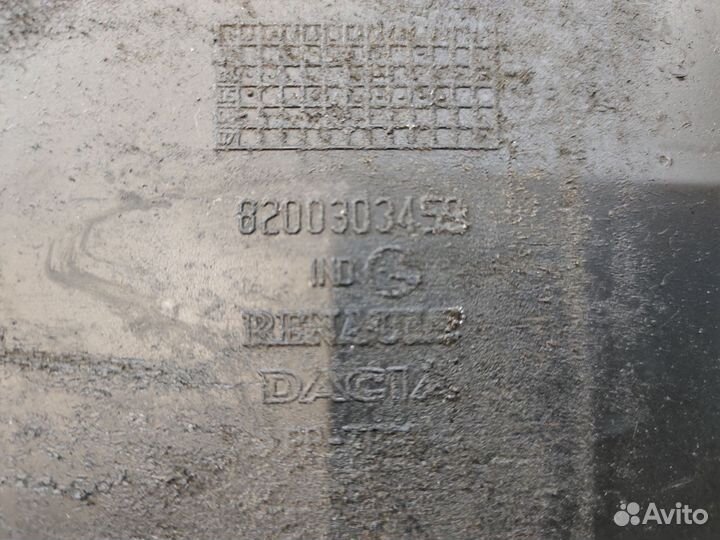 8200303459
IND G
RENAULT
DACIA
Avito